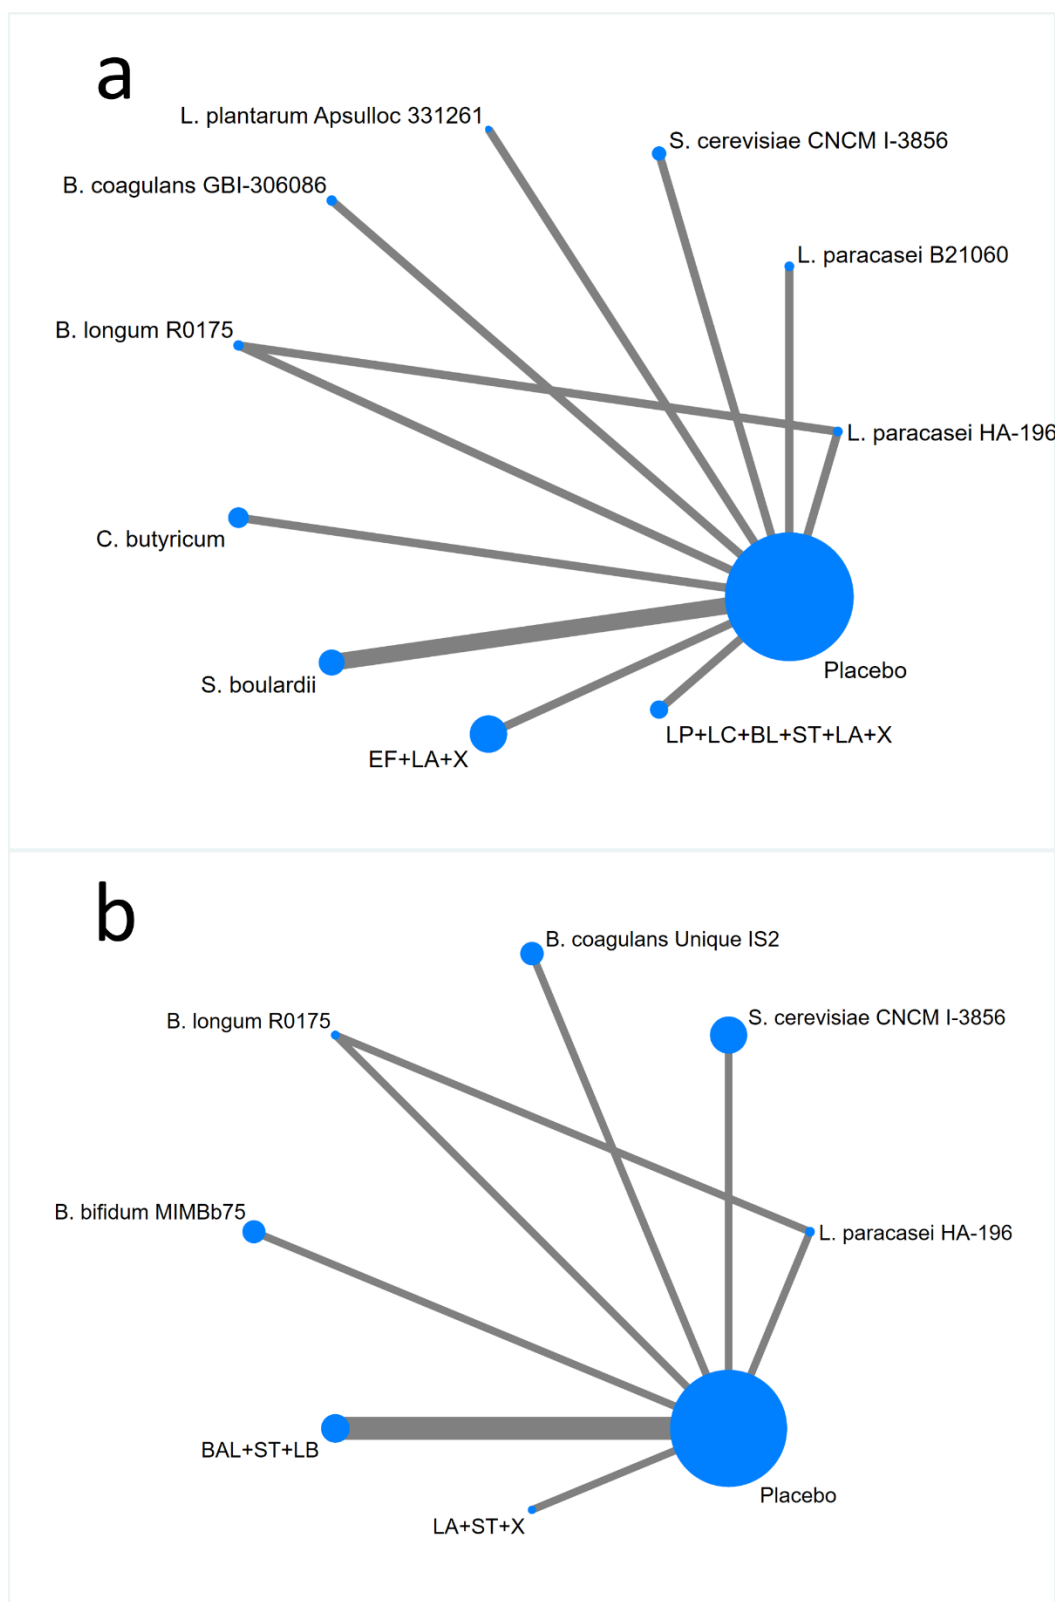 a
L. plantarum Apsulloc 331261
S. cerevisiae CNCM I-3856
B. coagulans GBI-306086
L. paracasei B21060
B. longum R0175
L. paracasei HA-196
C. butyricum
S. boulardii
Placebo
EF+LA+X
LP+LC+BL+ST+LA+X
b
B. coagulans Unique IS2
S. cerevisiae CNCM I-3856
B. longum R0175
B. bifidum MIMBb75
L. paracasei HA-196
BAL+ST+LB
Placebo
LA+ST+X